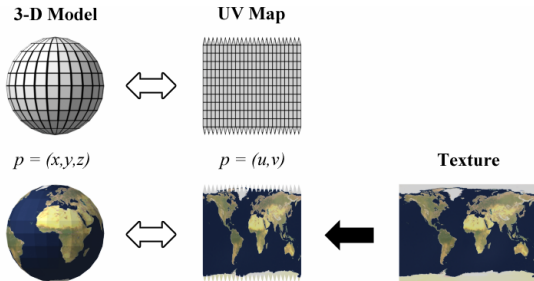 3-D Model
UV Map
p = (x,y,z)
p = (u,v)
Texture